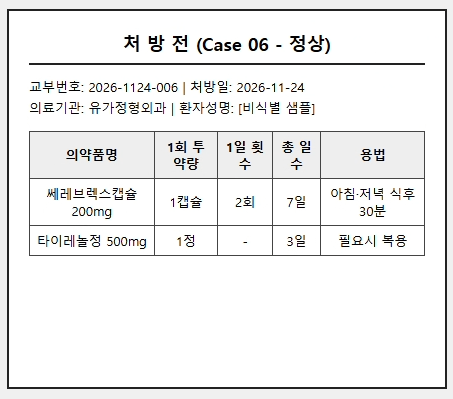 처 방 전 (Case 06 - 정상)
교부번호: 2026-1124-006 | 처방일: 2026-11-24
의료기관: 유가정형외과 | 환자성명: [비식별 샘플]
의약품명 1회 투약량 1일 횟수 총 일수 용법
쎄레브렉스캡슐 200mg 1캡슐 2회 7일 아침·저녁 식후 30분
타이레놀정 500mg 1정 - 3일 필요시 복용